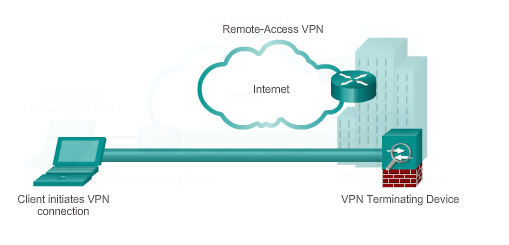 Remote-Access VPN
Internet
Client initiates VPN
connection
VPN Terminating Device